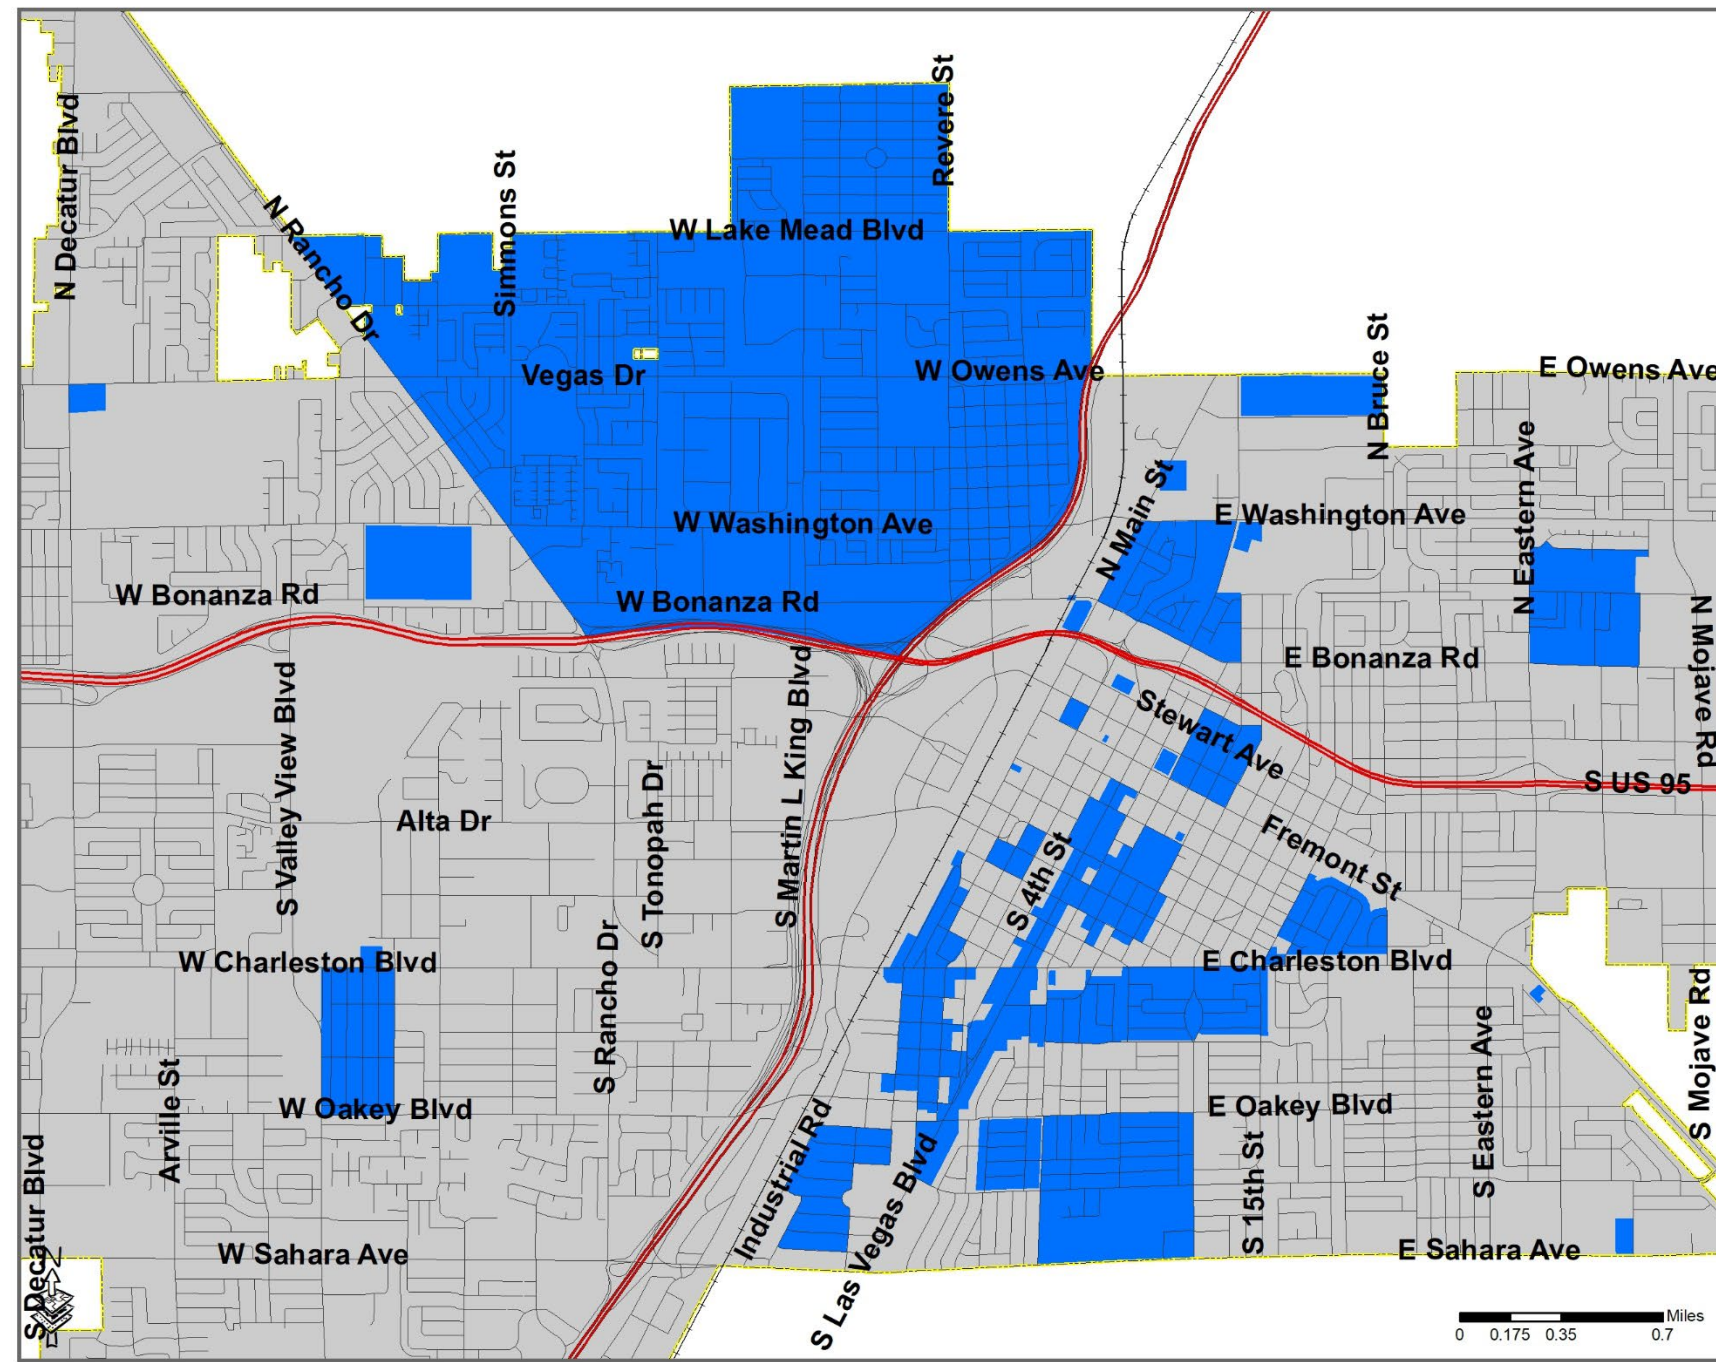 Revere St
N Decatur Blvd
Simmons St
N Rancho Dr
W Lake Mead Blvd
Vegas Dr
W Owens Ave
N Bruce St
E Owens Ave
N Eastern Ave
N Main St
W Washington Ave
E Washington Ave
W Bonanza Rd
W Bonanza Rd
E Bonanza Rd
N Mojave Rd
S Valley View Blvd
S Martin L King Blvd
Stewart Ave
S US 95
Alta Dr
S Tonopah Dr
S 4th St
Fremont St
W Charleston Blvd
S Rancho Dr
E Charleston Blvd
Arville St
W Oakey Blvd
E Oakey Blvd
S Eastern Ave
S Mojave Rd
S Decatur Blvd
Industrial Rd
S Las Vegas Blvd
S 15th St
W Sahara Ave
E Sahara Ave
Miles
0 0.175 0.35 0.7